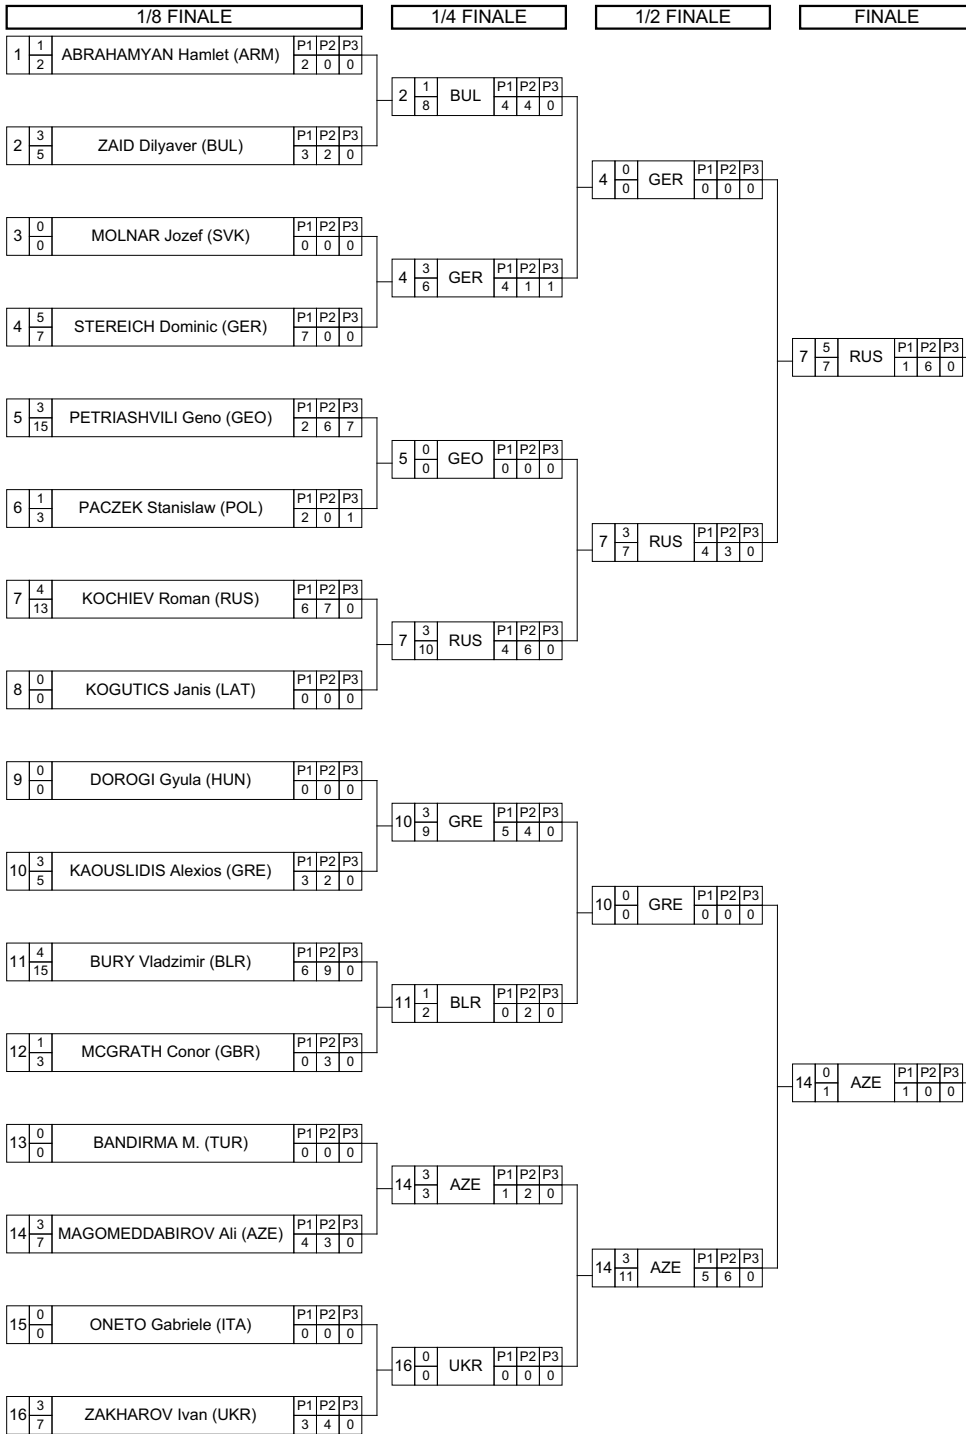 1/8 FINALE 1/4 FINALE 1/2 FINALE FINALE
1 1 2 ABRAHAMYAN Hamlet (ARM) P1 P2 P3 2 0 0
2 1 8 BUL P1 P2 P3 4 4 0
2 3 5 ZAID Dilyaver (BUL) P1 P2 P3 3 2 0
4 0 0 GER P1 P2 P3 0 0 0
3 0 0 MOLNAR Jozef (SVK) P1 P2 P3 0 0 0
4 3 6 GER P1 P2 P3 4 1 1
4 5 7 STEREICH Dominic (GER) P1 P2 P3 7 0 0
7 5 7 RUS P1 P2 P3 1 6 0
5 3 15 PETRIASHVILI Geno (GEO) P1 P2 P3 2 6 7
5 0 0 GEO P1 P2 P3 0 0 0
6 1 3 PACZEK Stanislaw (POL) P1 P2 P3 2 0 1
7 3 7 RUS P1 P2 P3 4 3 0
7 4 13 KOCHIEV Roman (RUS) P1 P2 P3 6 7 0
7 3 10 RUS P1 P2 P3 4 6 0
8 0 0 KOGUTICS Janis (LAT) P1 P2 P3 0 0 0
9 0 0 DOROGI Gyula (HUN) P1 P2 P3 0 0 0
10 3 9 GRE P1 P2 P3 5 4 0
10 3 5 KAOUSLIDIS Alexios (GRE) P1 P2 P3 3 2 0
10 0 0 GRE P1 P2 P3 0 0 0
11 4 15 BURY Vladzimir (BLR) P1 P2 P3 6 9 0
11 1 2 BLR P1 P2 P3 0 2 0
12 1 3 MCGRATH Conor (GBR) P1 P2 P3 0 3 0
14 0 1 AZE P1 P2 P3 1 0 0
13 0 0 BANDIRMA M. (TUR) P1 P2 P3 0 0 0
14 3 3 AZE P1 P2 P3 1 2 0
14 3 7 MAGOMEDDABIROV Ali (AZE) P1 P2 P3 4 3 0
14 3 11 AZE P1 P2 P3 5 6 0
15 0 0 ONETO Gabriele (ITA) P1 P2 P3 0 0 0
16 0 0 UKR P1 P2 P3 0 0 0
16 3 7 ZAKHAROV Ivan (UKR) P1 P2 P3 3 4 0